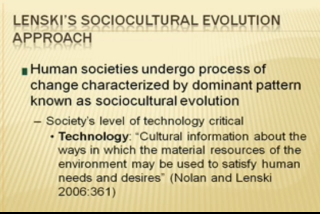 LENSKI'S SOCIOCULTURAL EVOLUTION
APPROACH
Human societies undergo process of
change characterized by dominant pattern
known as sociocultural evolution
– Society's level of technology critical
• Technology: "Cultural information about the
ways in which the material resources of the
environment may be used to satisfy human
needs and desires" (Nolan and Lenski
2006:361)